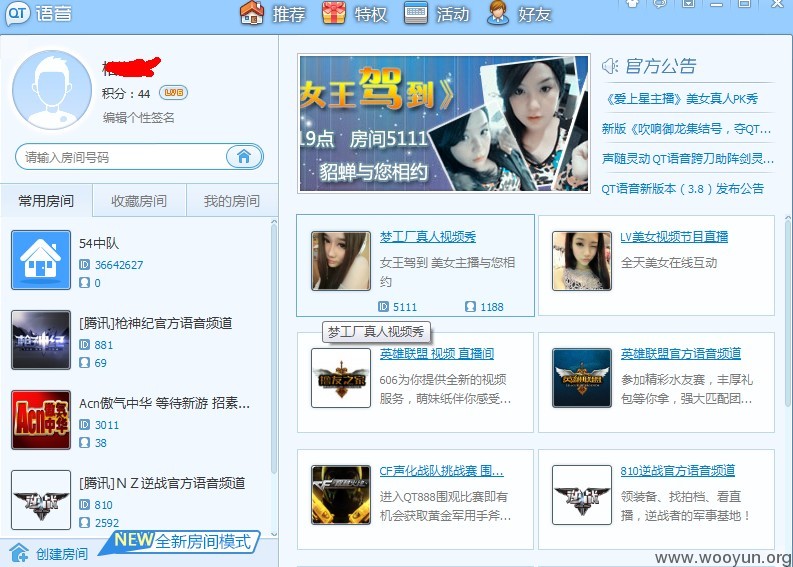 QT 语音
推荐 特权 活动 好友
积分：44 LV6
编辑个性签名
请输入房间号码
常用房间 收藏房间 我的房间
54中队
ID 36642627
0
[腾讯]枪神纪官方语音频道
ID 881
69
Acn傲气中华 等待新游 招素...
ID 3011
38
[腾讯]ＮＺ逆战官方语音频道
ID 810
2592
创建房间 NEW全新房间模式
女王驾到》
19点 房间5111
貂蝉与您相约
官方公告
《爱上星主播》美女真人PK秀
新版《吹响御龙集结号，夺QT...
声随灵动 QT语音跨刀助阵剑灵...
QT语音新版本（3.8）发布公告
梦工厂真人视频秀
女王驾到 美女主播与您相
约
ID 5111 1188
梦工厂真人视频秀
LV美女视频节目直播
全天美女在线互动
英雄联盟 视频 直播间
606为你提供全新的视频
服务，萌妹纸伴你感受...
英雄联盟官方语音频道
参加精彩水友赛，丰厚礼
包等你拿，强大匹配团...
CF声化战队挑战赛 围...
进入QT888围观比赛即有
机会获取黄金军用手斧...
810逆战官方语音频道
领装备、找拍档、看直
播，逆战者的军事基地！
www.wooyun.org